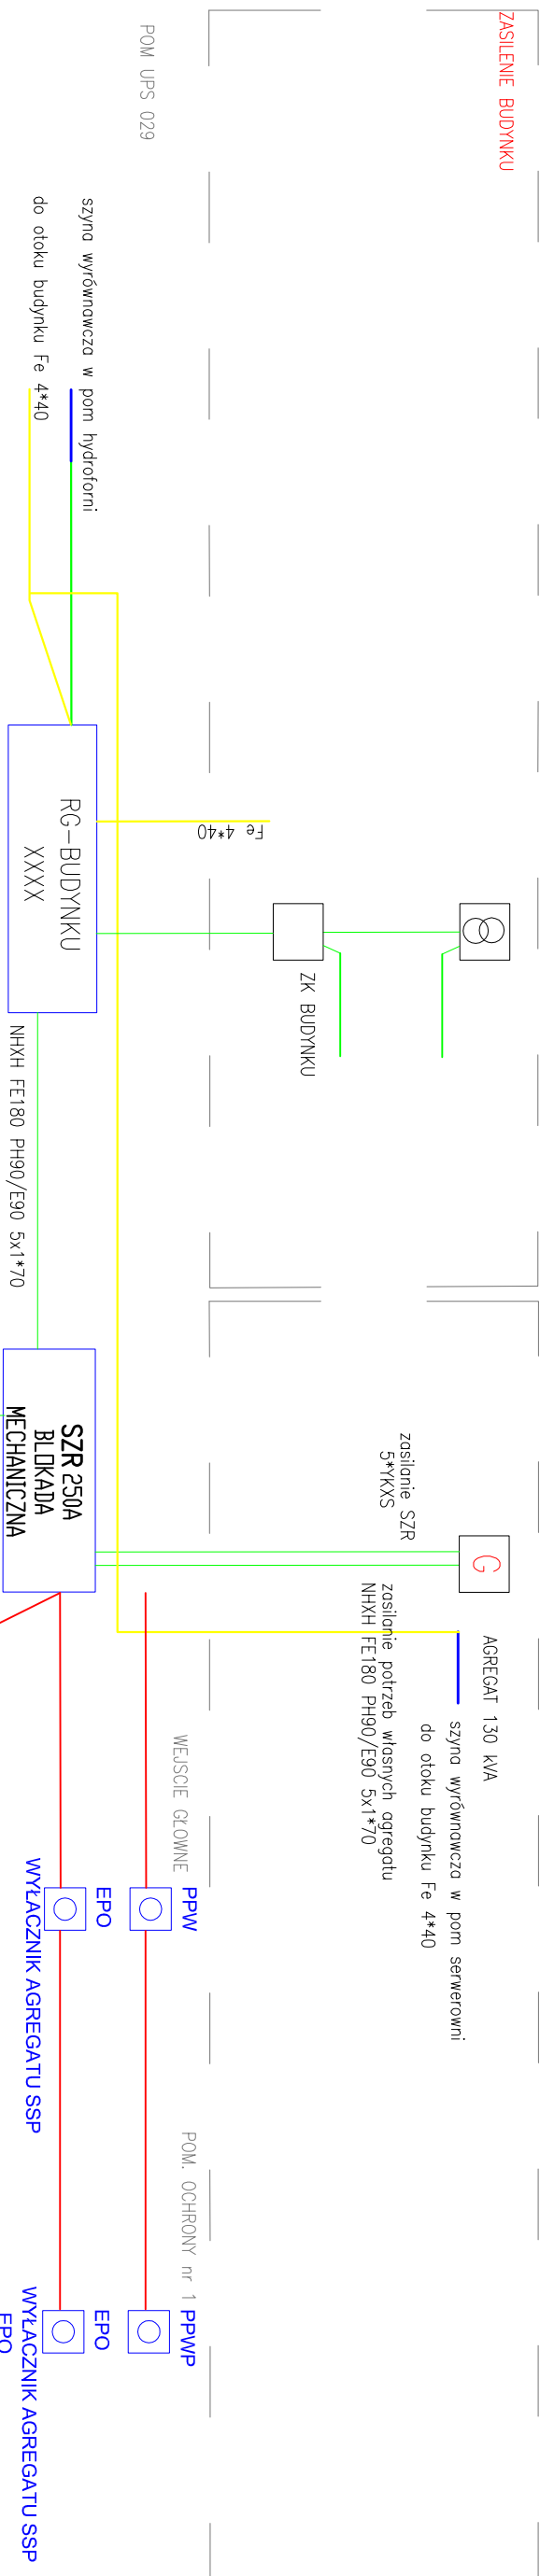 ZASILENIE BUDYNKU
POM UPS 029
szyna wyrównawcza w pom hydroforni
do otoku budynku Fe 4*40
RG-BUDYNKU
XXXX
Fe 4*40
ZK BUDYNKU
NHXH FE180 PH90/E90 5x1*70
SZR 250A
BLOKADA
MECHANICZNA
zasilanie SZR
5*YKXS
G
AGREGAT 130 kVA
szyna wyrównawcza w pom serwerowni
do otoku budynku Fe 4*40
zasilanie potrzeb własnych agregatu
NHXH FE180 PH90/E90 5x1*70
WEJSCIE GŁOWNE
PPW
EPO
WYŁACZNIK AGREGATU SSP
POM. OCHRONY nr 1
PPWP
EPO
WYŁACZNIK AGREGATU SSP
EPO